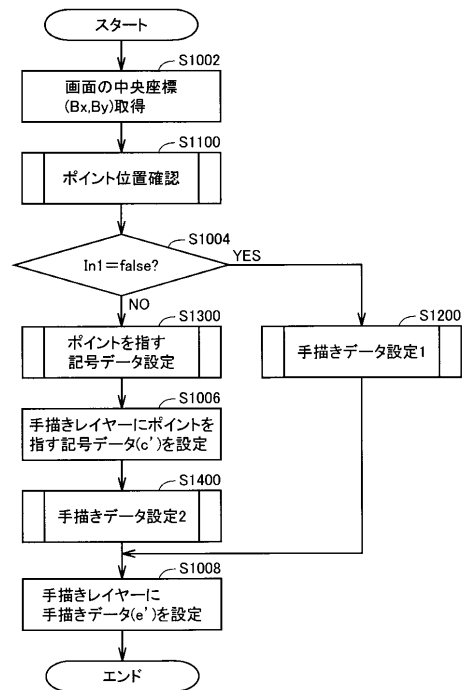 スタート
S1002
画面の中央座標
(Bx,By)取得
S1100
ポイント位置確認
S1004
In1=false?
YES
NO
S1300
ポイントを指す
記号データ設定
S1200
手描きデータ設定1
S1006
手描きレイヤーにポイントを
指す記号データ(c')を設定
S1400
手描きデータ設定2
S1008
手描きレイヤーに
手描きデータ(e')を設定
エンド